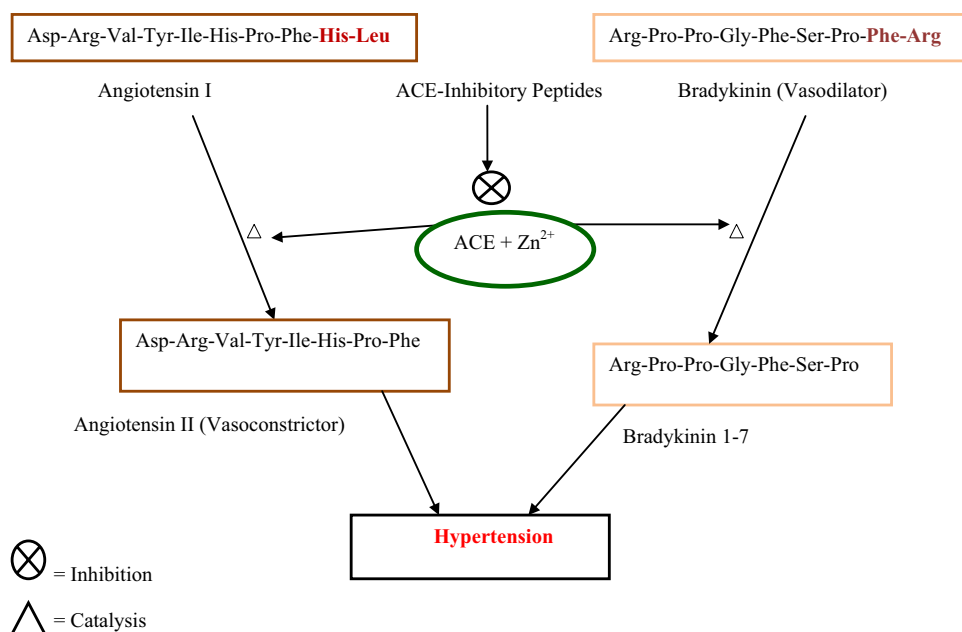 Asp-Arg-Val-Tyr-Ile-His-Pro-Phe-His-Leu
Arg-Pro-Pro-Gly-Phe-Ser-Pro-Phe-Arg
Angiotensin I
ACE-Inhibitory Peptides
Bradykinin (Vasodilator)
ACE + Zn²⁺
Asp-Arg-Val-Tyr-Ile-His-Pro-Phe
Arg-Pro-Pro-Gly-Phe-Ser-Pro
Angiotensin II (Vasoconstrictor)
Bradykinin 1-7
Hypertension
= Inhibition
= Catalysis